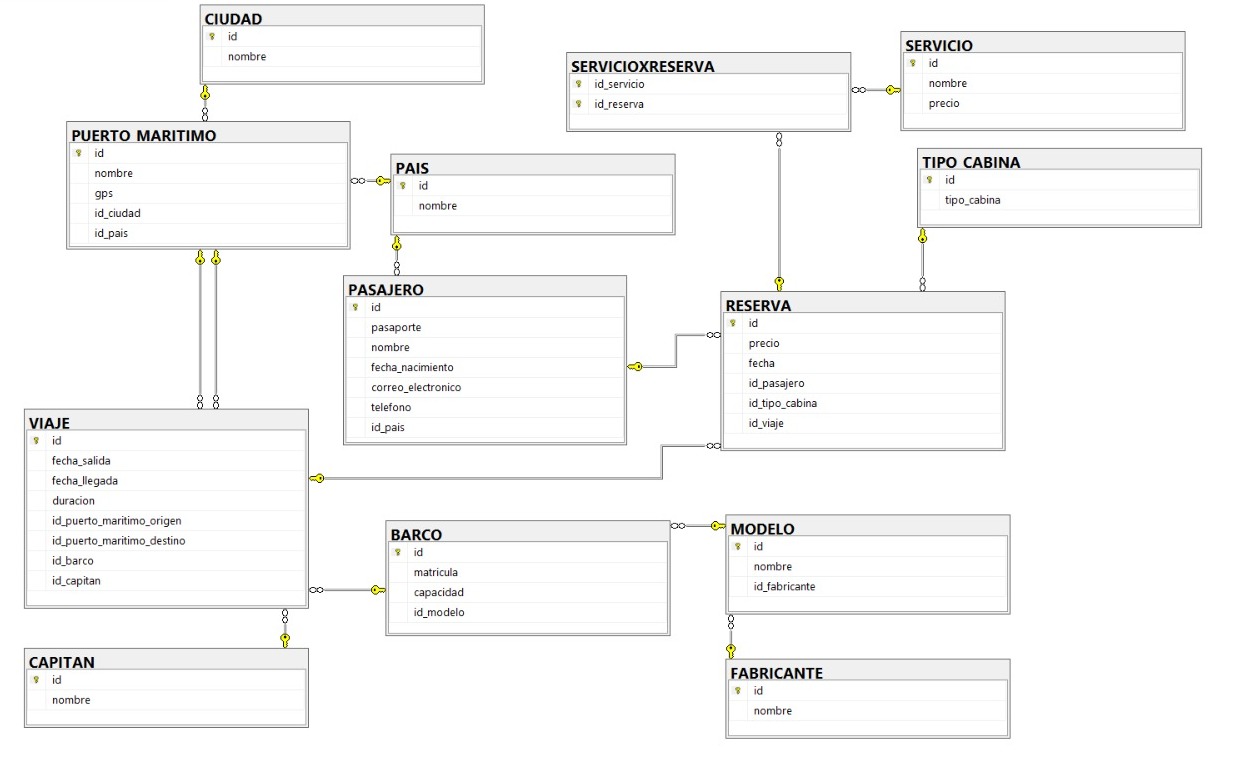 CIUDAD
id
nombre
PUERTO MARITIMO
id
nombre
gps
id_ciudad
id_pais
PAIS
id
nombre
SERVICIOXRESERVA
id_servicio
id_reserva
SERVICIO
id
nombre
precio
TIPO CABINA
id
tipo_cabina
PASAJERO
id
pasaporte
nombre
fecha_nacimiento
correo_electronico
telefono
id_pais
RESERVA
id
precio
fecha
id_pasajero
id_tipo_cabina
id_viaje
VIAJE
id
fecha_salida
fecha_llegada
duracion
id_puerto_maritimo_origen
id_puerto_maritimo_destino
id_barco
id_capitan
BARCO
id
matricula
capacidad
id_modelo
MODELO
id
nombre
id_fabricante
CAPITAN
id
nombre
FABRICANTE
id
nombre